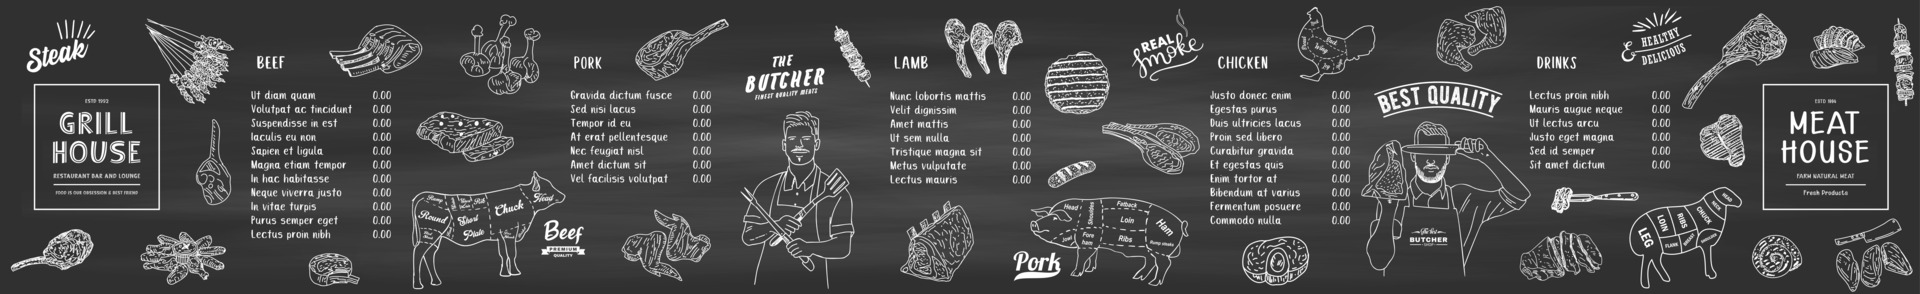 Steak
ESTD 1992
GRILL
HOUSE
RESTAURANT BAR AND LOUNGE
FOOD IS OUR OBSESSION & BEST FRIEND
BEEF
Ut diam quam 0.00
Volutpat ac tincidunt 0.00
Suspendisse in est 0.00
Iaculis eu non 0.00
Sapien et ligula 0.00
Magna etiam tempor 0.00
In hac habitasse 0.00
Neque viverra justo 0.00
In vitae turpis 0.00
Purus semper eget 0.00
Lectus proin nibh 0.00
Round
Short
Plate
Chuck
Head
Beef
PREMIUM
QUALITY
PORK
Gravida dictum fusce 0.00
Sed nisi lacus 0.00
Tempor id eu 0.00
At erat pellentesque 0.00
Nec feugiat nisl 0.00
Amet dictum sit 0.00
Vel facilisis volutpat 0.00
THE
BUTCHER
FINEST QUALITY MEATS
LAMB
Nunc lobortis mattis 0.00
Velit dignissim 0.00
Amet mattis 0.00
Ut sem nulla 0.00
Tristique magna sit 0.00
Metus vulputate 0.00
Lectus mauris 0.00
Pork
Head
Jowl
Shoulder
Fore
ham
Fatback
Loin
Ribs
Ham
Rump steaks
REAL
Smoke
CHICKEN
Justo donec enim 0.00
Egestas purus 0.00
Duis ultricies lacus 0.00
Proin sed libero 0.00
Curabitur gravida 0.00
Et egestas quis 0.00
Enim tortor at 0.00
Bibendum at varius 0.00
Fermentum posuere 0.00
Commodo nulla 0.00
BEST QUALITY
The Best
BUTCHER
DRINKS
Lectus proin nibh 0.00
Mauris augue neque 0.00
Ut lectus arcu 0.00
Justo eget magna 0.00
Sed id semper 0.00
Sit amet dictum 0.00
HEALTHY
& DELICIOUS
LEG
LOIN
RIBS
CHUCK
NECK
HEAD
FLANK
BREAST
SHOULDER
ESTD 1986
MEAT
HOUSE
FARM NATURAL MEAT
Fresh Products